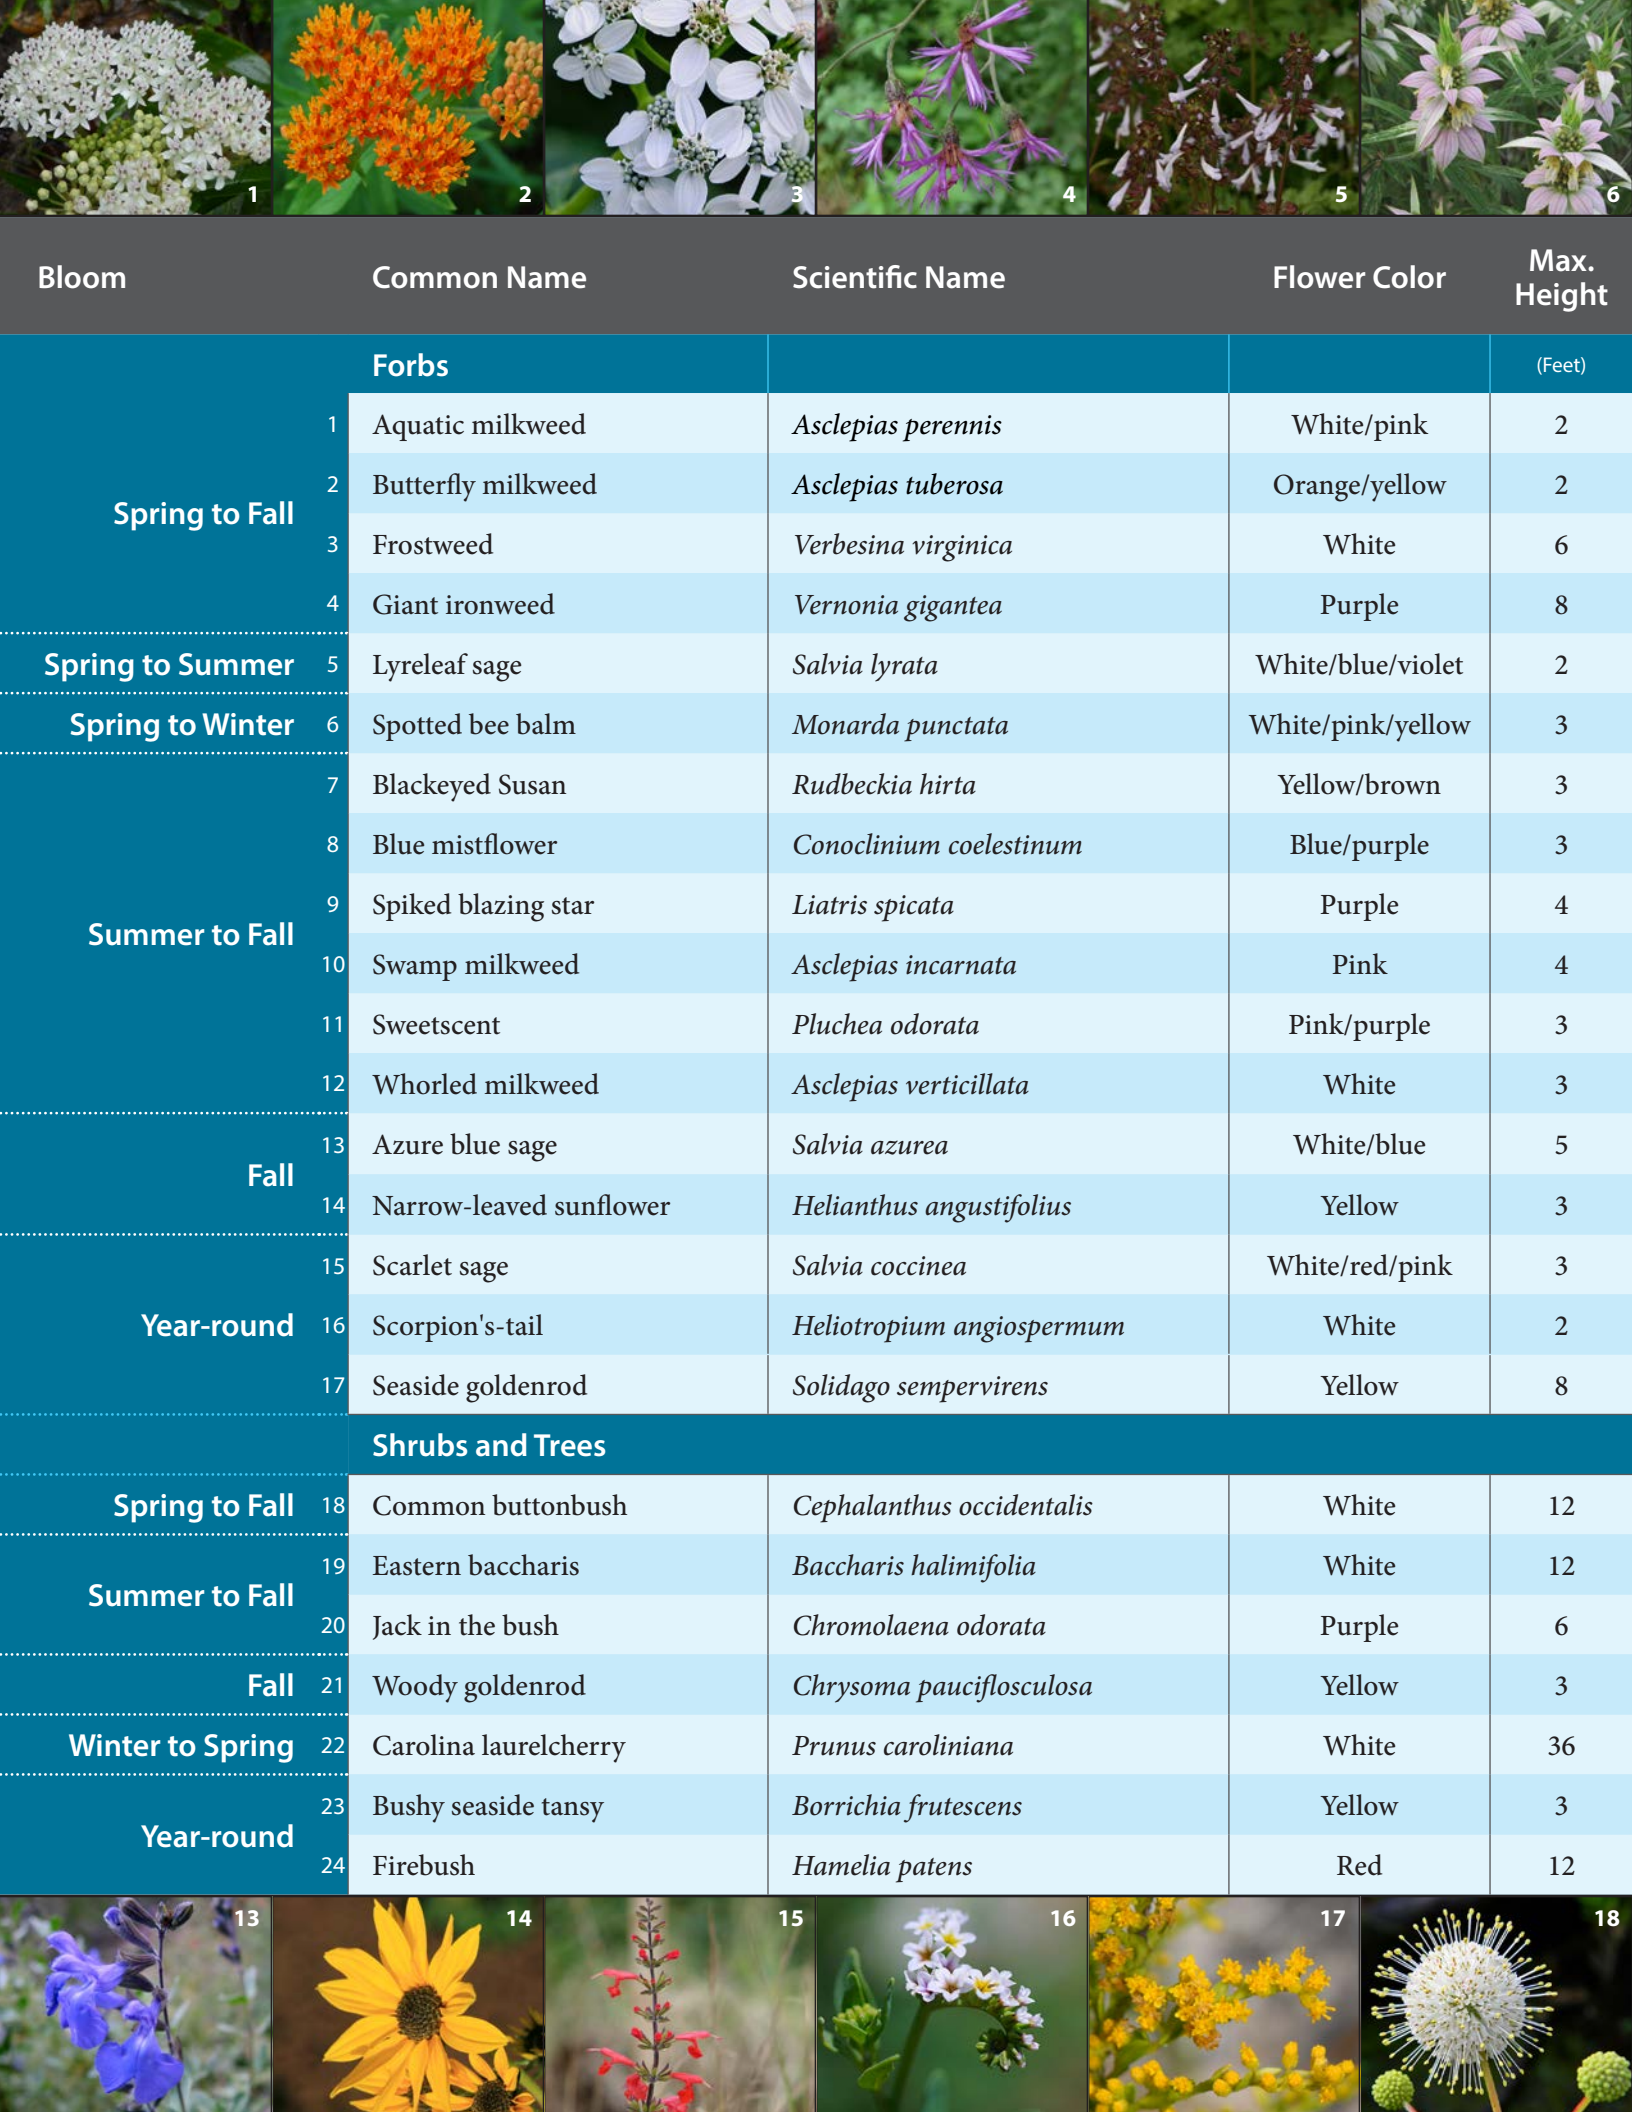 1 2 3 4 5 6
Bloom Common Name Scientific Name Flower Color Max. Height
Forbs (Feet)
Spring to Fall
1 Aquatic milkweed Asclepias perennis White/pink 2
2 Butterfly milkweed Asclepias tuberosa Orange/yellow 2
3 Frostweed Verbesina virginica White 6
4 Giant ironweed Vernonia gigantea Purple 8
Spring to Summer 5 Lyreleaf sage Salvia lyrata White/blue/violet 2
Spring to Winter 6 Spotted bee balm Monarda punctata White/pink/yellow 3
Summer to Fall
7 Blackeyed Susan Rudbeckia hirta Yellow/brown 3
8 Blue mistflower Conoclinium coelestinum Blue/purple 3
9 Spiked blazing star Liatris spicata Purple 4
10 Swamp milkweed Asclepias incarnata Pink 4
11 Sweetscent Pluchea odorata Pink/purple 3
12 Whorled milkweed Asclepias verticillata White 3
Fall
13 Azure blue sage Salvia azurea White/blue 5
14 Narrow-leaved sunflower Helianthus angustifolius Yellow 3
Year-round
15 Scarlet sage Salvia coccinea White/red/pink 3
16 Scorpion's-tail Heliotropium angiospermum White 2
17 Seaside goldenrod Solidago sempervirens Yellow 8
Shrubs and Trees
Spring to Fall 18 Common buttonbush Cephalanthus occidentalis White 12
Summer to Fall
19 Eastern baccharis Baccharis halimifolia White 12
20 Jack in the bush Chromolaena odorata Purple 6
Fall 21 Woody goldenrod Chrysoma pauciflosculosa Yellow 3
Winter to Spring 22 Carolina laurelcherry Prunus caroliniana White 36
Year-round
23 Bushy seaside tansy Borrichia frutescens Yellow 3
24 Firebush Hamelia patens Red 12
13 14 15 16 17 18